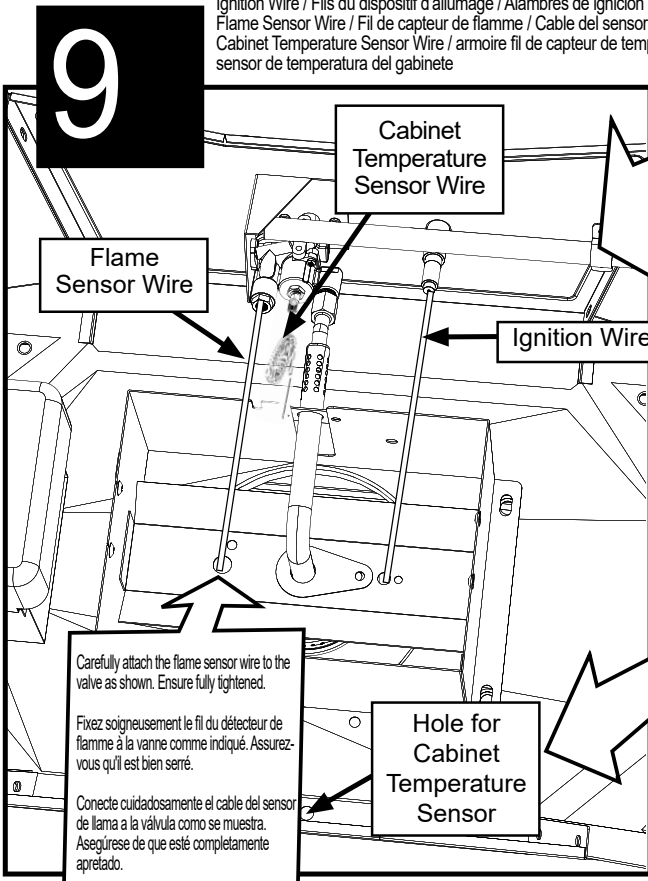 9
Ignition Wire / Fils du dispositif d'allumage / Alambres de ignición
Flame Sensor Wire / Fil de capteur de flamme / Cable del sensor
Cabinet Temperature Sensor Wire / armoire fil de capteur de
sensor de temperatura del gabinete
Cabinet
Temperature
Sensor Wire
Flame
Sensor Wire
Ignition Wire
Carefully attach the flame sensor wire to the
valve as shown. Ensure fully tightened.
Fixez soigneusement le fil du détecteur de
flamme à la vanne comme indiqué. Assurez-
vous qu'il est bien serré.
Conecte cuidadosamente el cable del sensor
de llama a la válvula como se muestra.
Asegúrese de que esté completamente
apretado.
Hole for
Cabinet
Temperature
Sensor